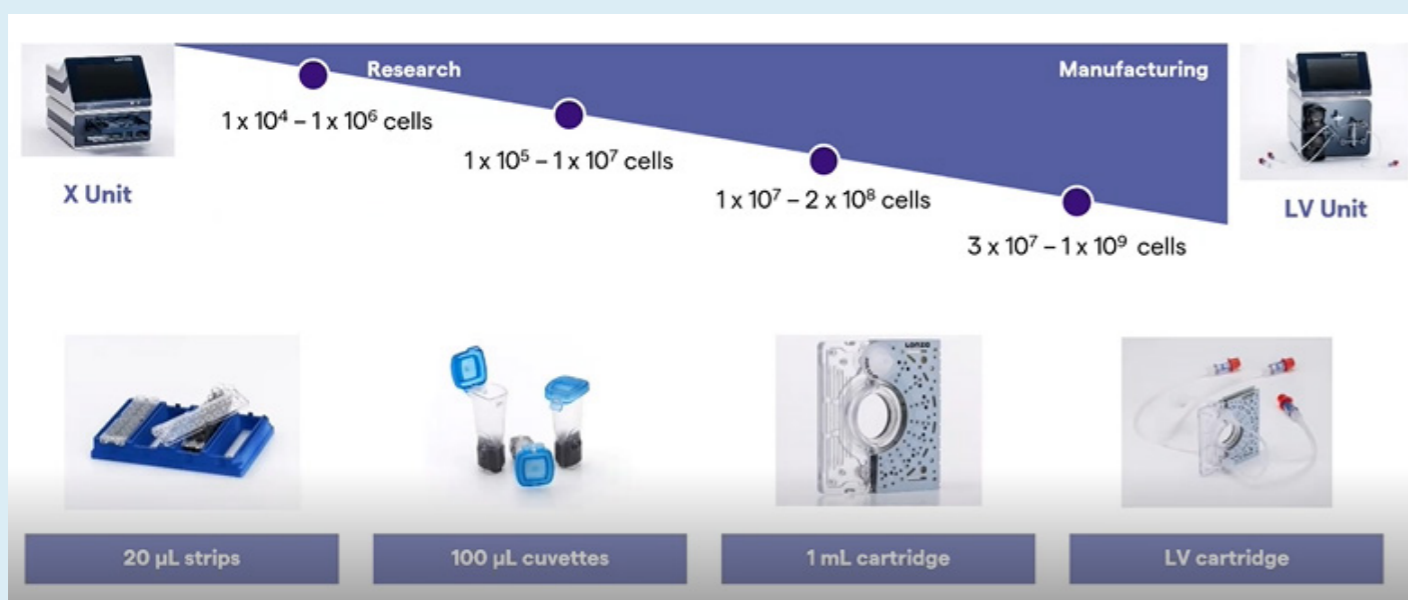 Research
Manufacturing
1 x 10⁴ – 1 x 10⁶ cells
1 x 10⁵ – 1 x 10⁷ cells
1 x 10⁷ – 2 x 10⁸ cells
3 x 10⁷ – 1 x 10⁹ cells
X Unit
LV Unit
Lonza
20 µL strips
100 µL cuvettes
1 mL cartridge
LV cartridge